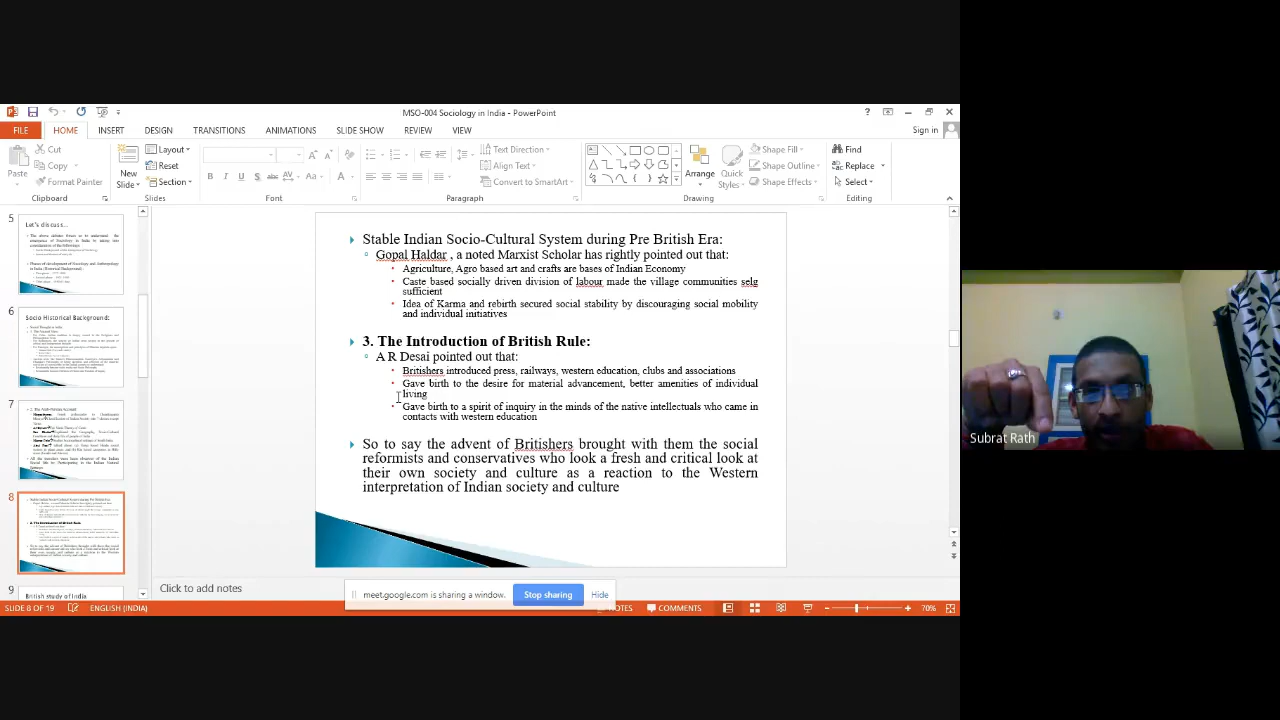 MSO-004 Sociology in India - PowerPoint
Sign in
FILE HOME INSERT DESIGN TRANSITIONS ANIMATIONS SLIDE SHOW REVIEW VIEW
Paste
Cut
Copy
Format Painter
Clipboard
New Slide
Layout
Reset
Section
Slides
Font
Text Direction
Align Text
Convert to SmartArt
Paragraph
Arrange
Quick Styles
Shape Fill
Shape Outline
Shape Effects
Drawing
Find
Replace
Select
Editing
5
Let's discuss...
6
Socio Historical Background:
7
8
9
British study of India
Stable Indian Socio Cultural System during Pre British Era:
Gopal Haldar , a noted Marxist Scholar has rightly pointed out that:
Agriculture, Agro based art and crafts are bases of Indian Economy
Caste based socially driven division of labour made the village communities selg
sufficient
Idea of Karma and rebirth secured social stability by discouraging social mobility
and individual initiatives
3. The Introduction of British Rule:
A R Desai pointed out that:
Britishers introduced press, railways, western education, clubs and associations
Gave birth to the desire for material advancement, better amenities of individual
living
Gave birth to a spirit of inquiry in the minds of the native intellectuals who came in
contacts with western education
So to say the advent of Britishers brought with them the social
reformists and conservatives who look a fresh and critical look at
their own society and culture as a reaction to the Western
interpretation of Indian society and culture
Click to add notes
meet.google.com is sharing a window.
Stop sharing
Hide
SLIDE 8 OF 19
ENGLISH (INDIA)
NOTES
COMMENTS
70%
Subrat Rath